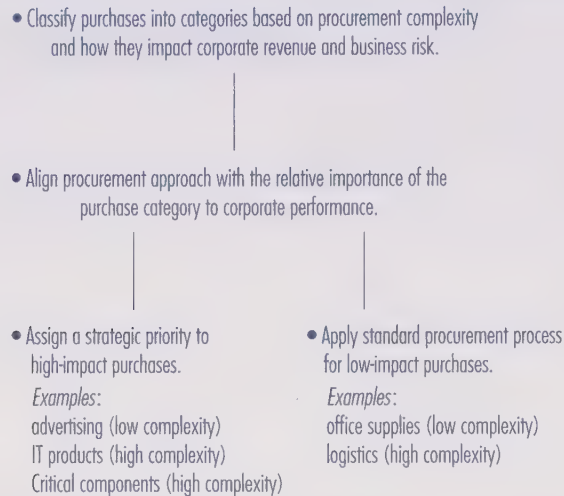 • Classify purchases into categories based on procurement complexity
and how they impact corporate revenue and business risk.
• Align procurement approach with the relative importance of the
purchase category to corporate performance.
• Assign a strategic priority to
high-impact purchases.
Examples:
advertising (low complexity)
IT products (high complexity)
Critical components (high complexity)
• Apply standard procurement process
for low-impact purchases.
Examples:
office supplies (low complexity)
logistics (high complexity)